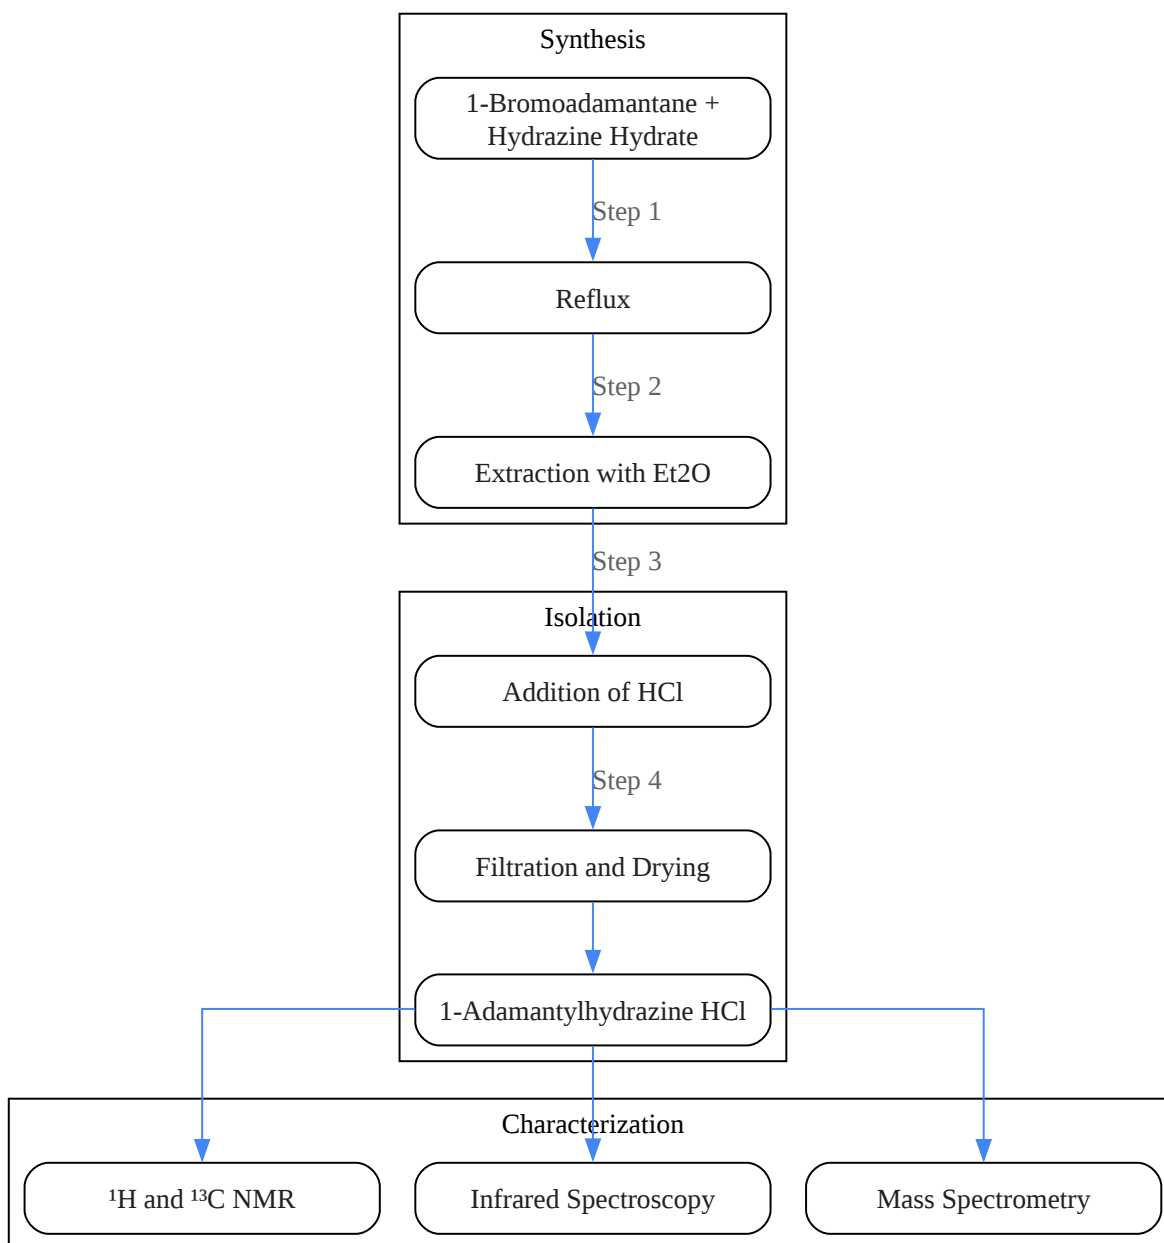 Synthesis
1-Bromoadamantane +
Hydrazine Hydrate
Step 1
Reflux
Step 2
Extraction with Et2O
Step 3
Isolation
Addition of HCl
Step 4
Filtration and Drying
1-Adamantylhydrazine HCl
Characterization
¹H and ¹³C NMR
Infrared Spectroscopy
Mass Spectrometry